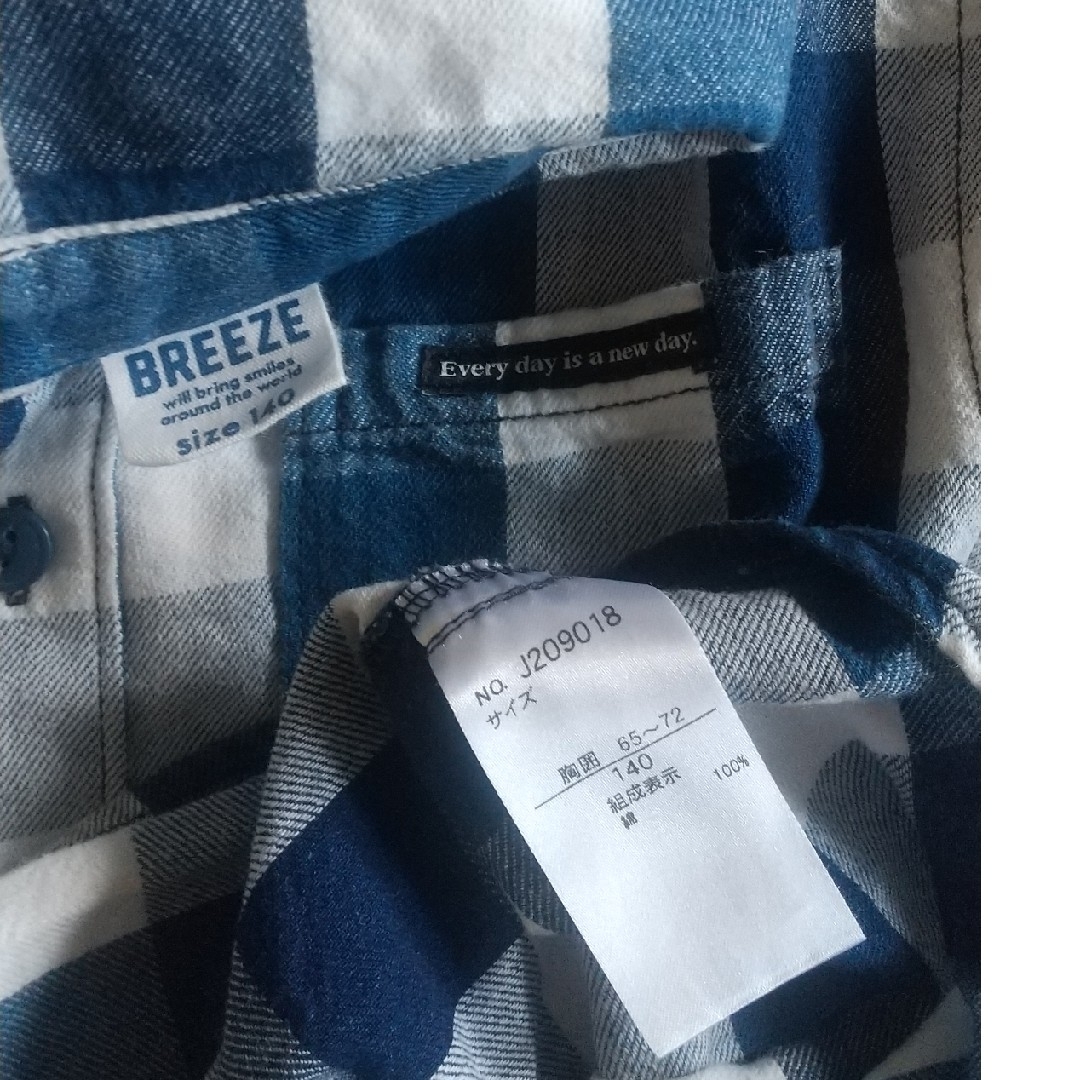 BREEZE
will bring smiles
around the world
size 140
Every day is a new day.
NO. J209018
サイズ
胸囲 65〜72
140
組成表示
綿 100%